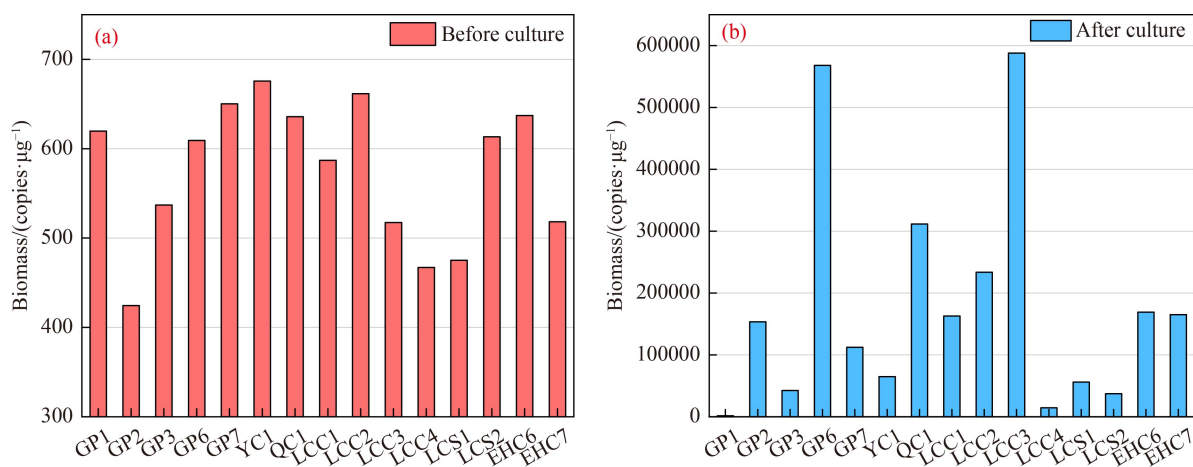 (a)
Before culture
700
600
500
400
300
Biomass/(copies·μg⁻¹)
GP1
GP2
GP3
GP6
GP7
YC1
QC1
LCC1
LCC2
LCC3
LCC4
LCS1
LCS2
EHC6
EHC7
(b)
After culture
600000
500000
400000
300000
200000
100000
0
Biomass/(copies·μg⁻¹)
GP1
GP2
GP3
GP6
GP7
YC1
QC1
LCC1
LCC2
LCC3
LCC4
LCS1
LCS2
EHC6
EHC7